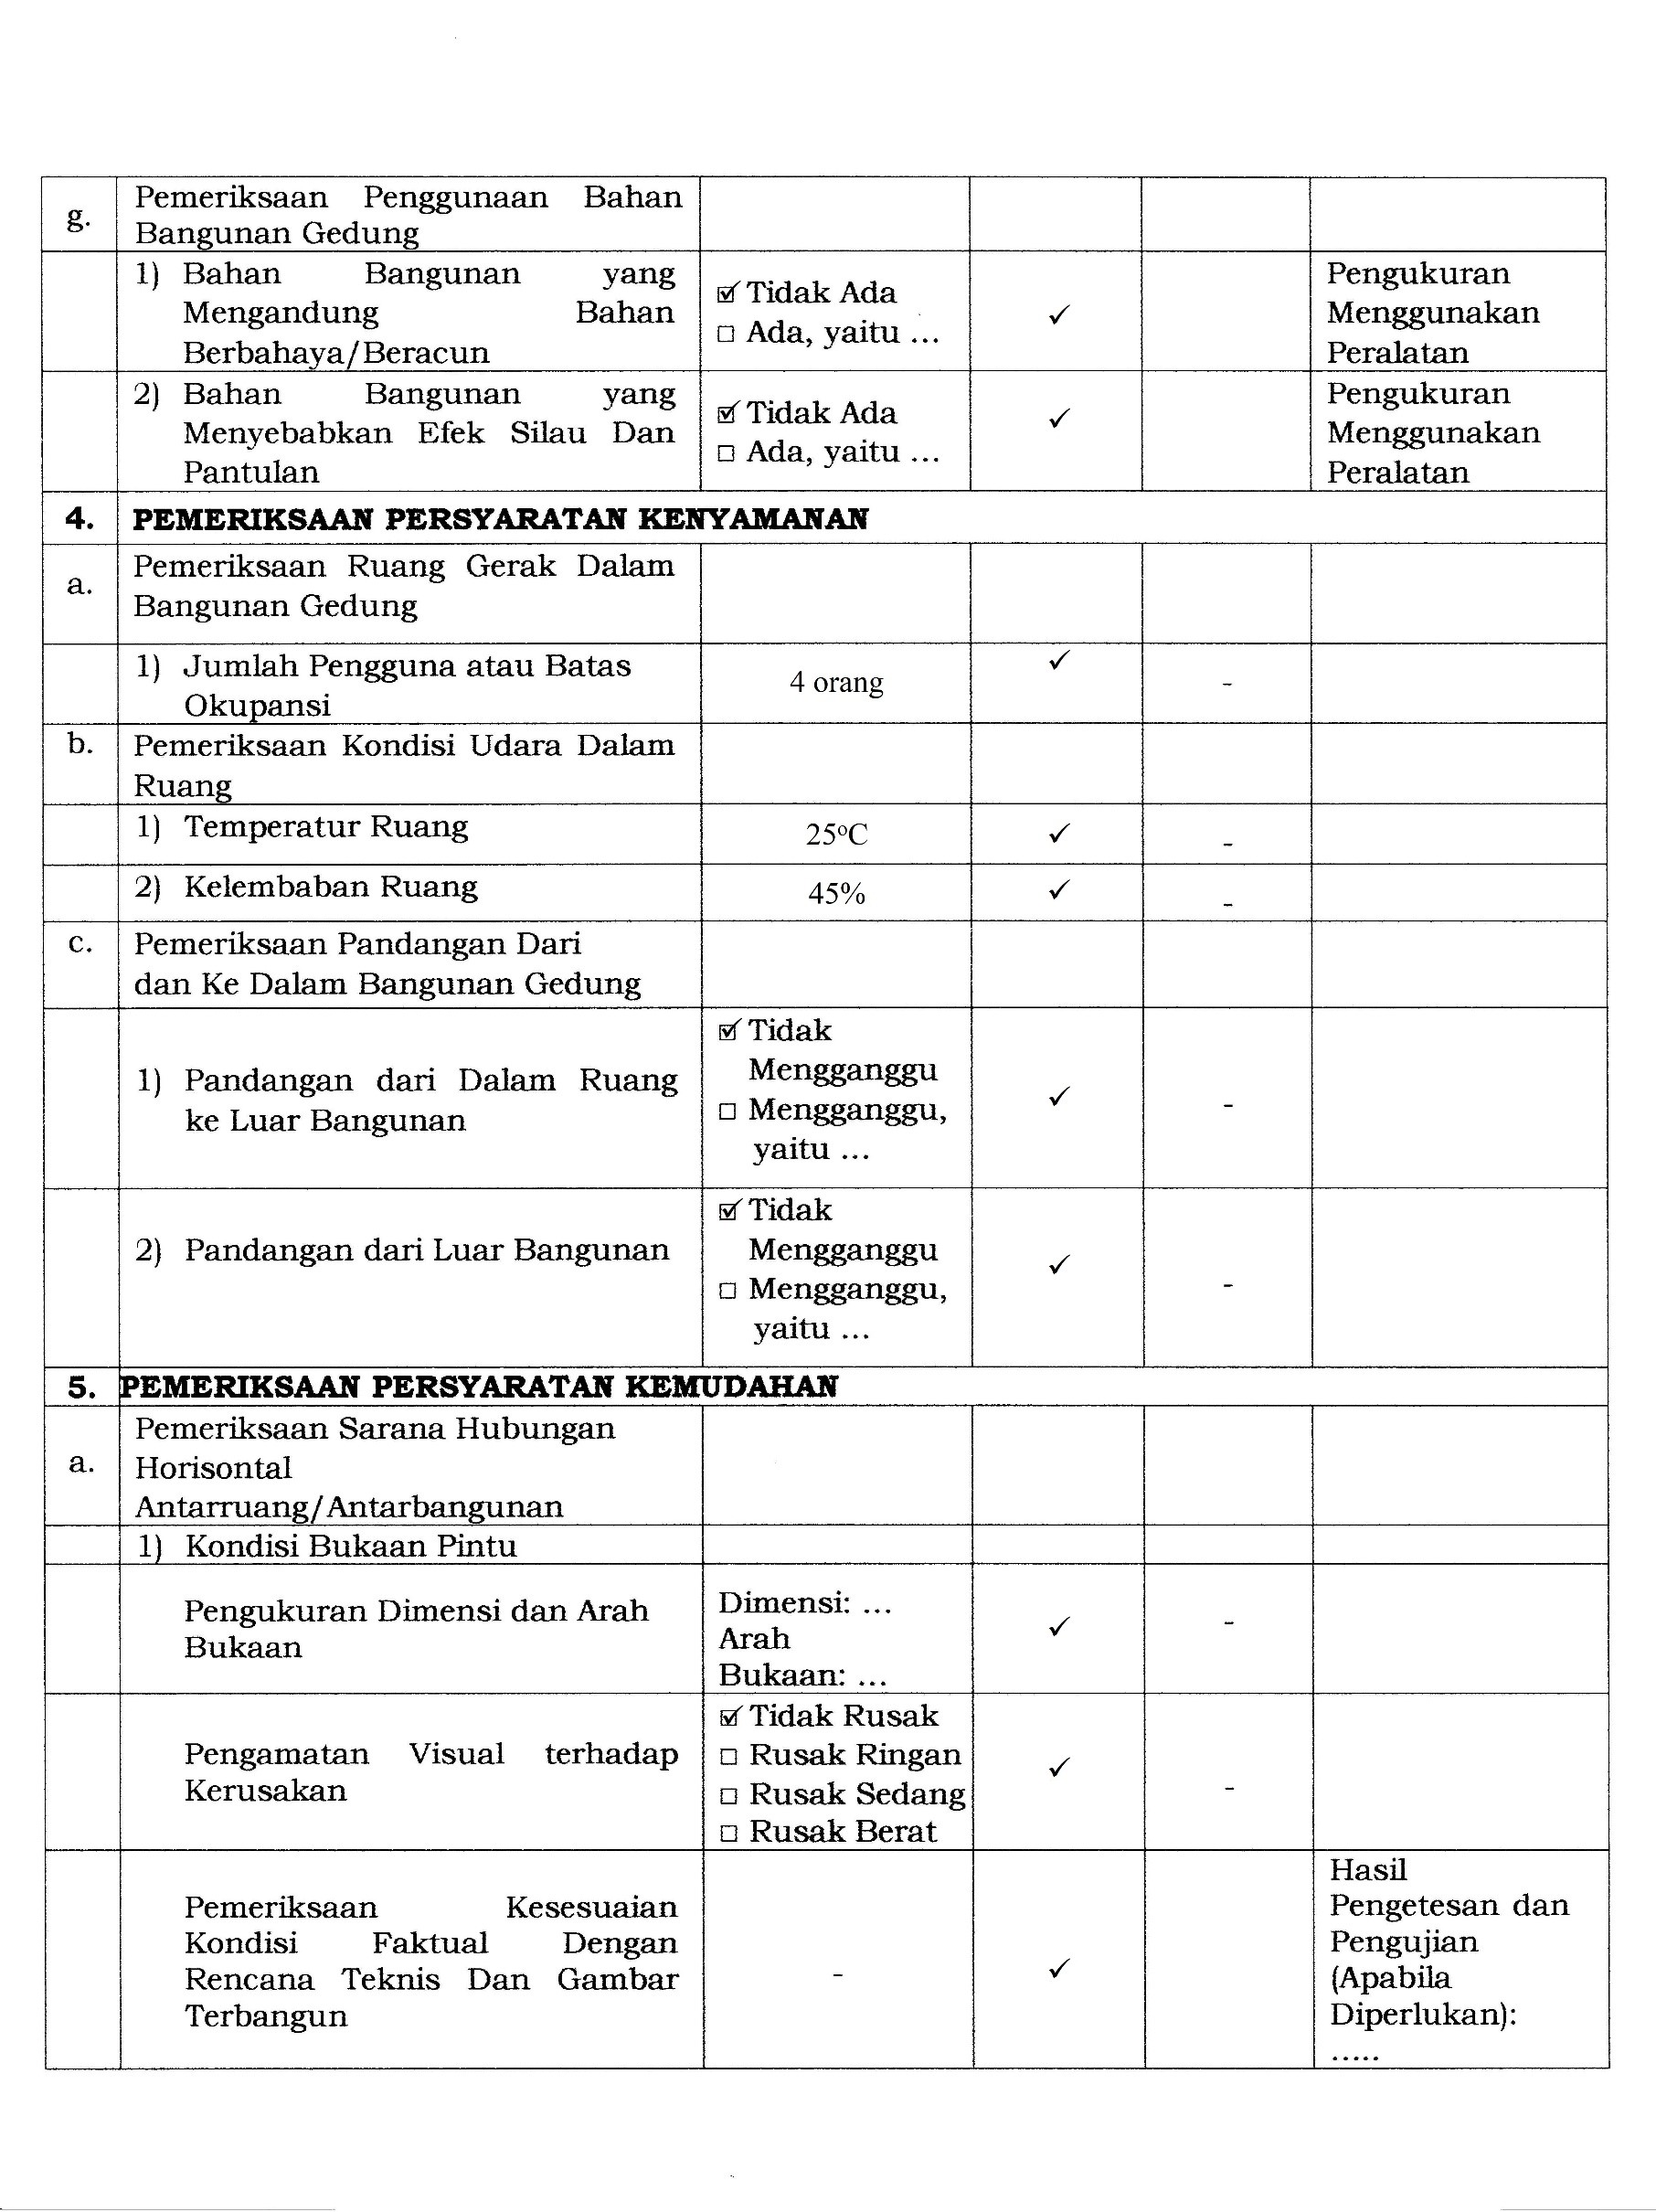 g.
Pemeriksaan Penggunaan Bahan
Bangunan Gedung
1) Bahan Bangunan yang
Mengandung Bahan
Berbahaya/Beracun
☑ Tidak Ada
☐ Ada, yaitu ...
✓
Pengukuran
Menggunakan
Peralatan
2) Bahan Bangunan yang
Menyebabkan Efek Silau Dan
Pantulan
☑ Tidak Ada
☐ Ada, yaitu ...
✓
Pengukuran
Menggunakan
Peralatan
4. PEMERIKSAAN PERSYARATAN KENYAMANAN
a.
Pemeriksaan Ruang Gerak Dalam
Bangunan Gedung
1) Jumlah Pengguna atau Batas
Okupansi
4 orang
✓
-
b. Pemeriksaan Kondisi Udara Dalam
Ruang
1) Temperatur Ruang 25°C ✓ -
2) Kelembaban Ruang 45% ✓ -
c. Pemeriksaan Pandangan Dari
dan Ke Dalam Bangunan Gedung
1) Pandangan dari Dalam Ruang
ke Luar Bangunan
☑ Tidak
Mengganggu
☐ Mengganggu,
yaitu ...
✓
-
2) Pandangan dari Luar Bangunan
☑ Tidak
Mengganggu
☐ Mengganggu,
yaitu ...
✓
-
5. PEMERIKSAAN PERSYARATAN KEMUDAHAN
a.
Pemeriksaan Sarana Hubungan
Horisontal
Antarruang/Antarbangunan
1) Kondisi Bukaan Pintu
Pengukuran Dimensi dan Arah
Bukaan
Dimensi: ...
Arah
Bukaan: ...
✓
-
Pengamatan Visual terhadap
Kerusakan
☑ Tidak Rusak
☐ Rusak Ringan
☐ Rusak Sedang
☐ Rusak Berat
✓
-
Pemeriksaan Kesesuaian
Kondisi Faktual Dengan
Rencana Teknis Dan Gambar
Terbangun
-
✓
Hasil
Pengetesan dan
Pengujian
(Apabila
Diperlukan):
.....